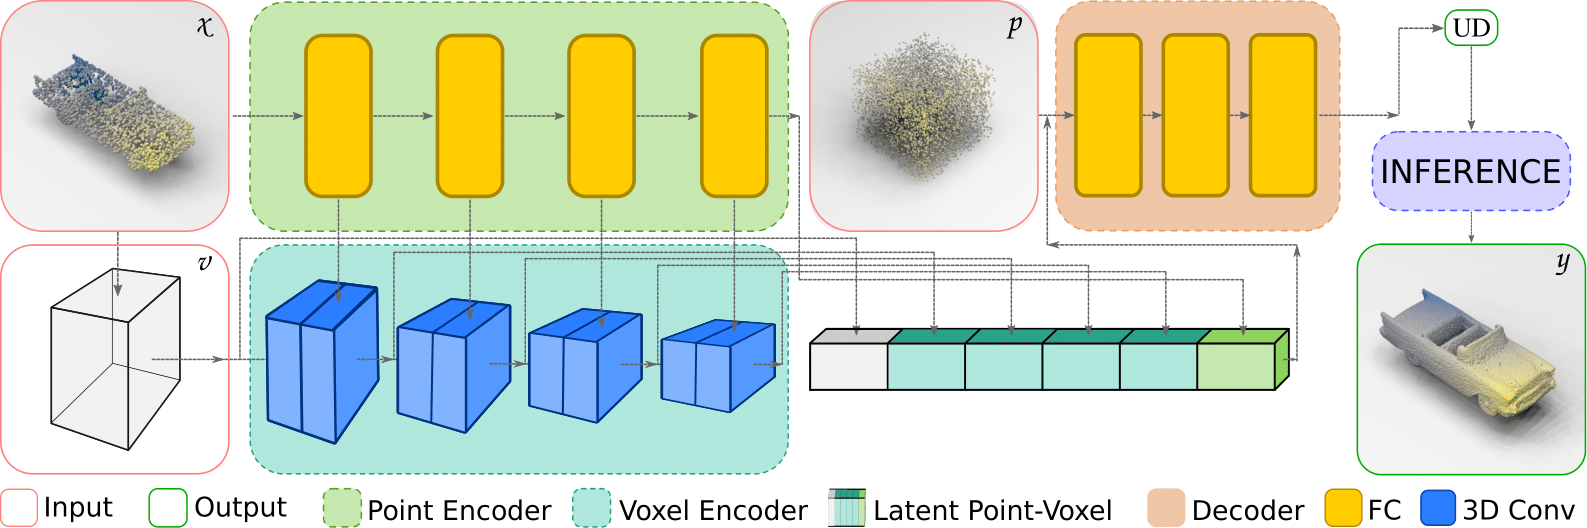 χ
p
UD
INFERENCE
v
y
Input
Output
Point Encoder
Voxel Encoder
Latent Point-Voxel
Decoder
FC
3D Conv